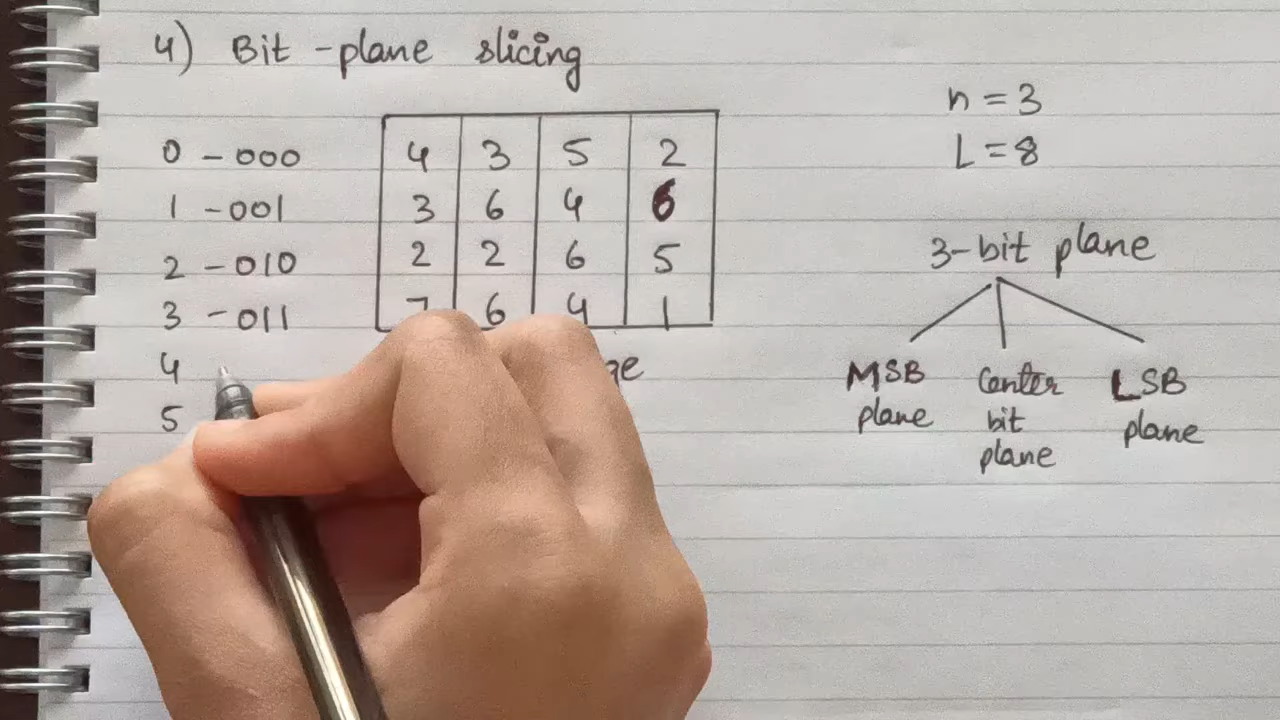 4) Bit-plane slicing
n = 3
L = 8
0 - 000
1 - 001
2 - 010
3 - 011
4
5
4 3 5 2
3 6 4 6
2 2 6 5
7 6 4 1
3-bit plane
MSB plane
Center bit plane
LSB plane